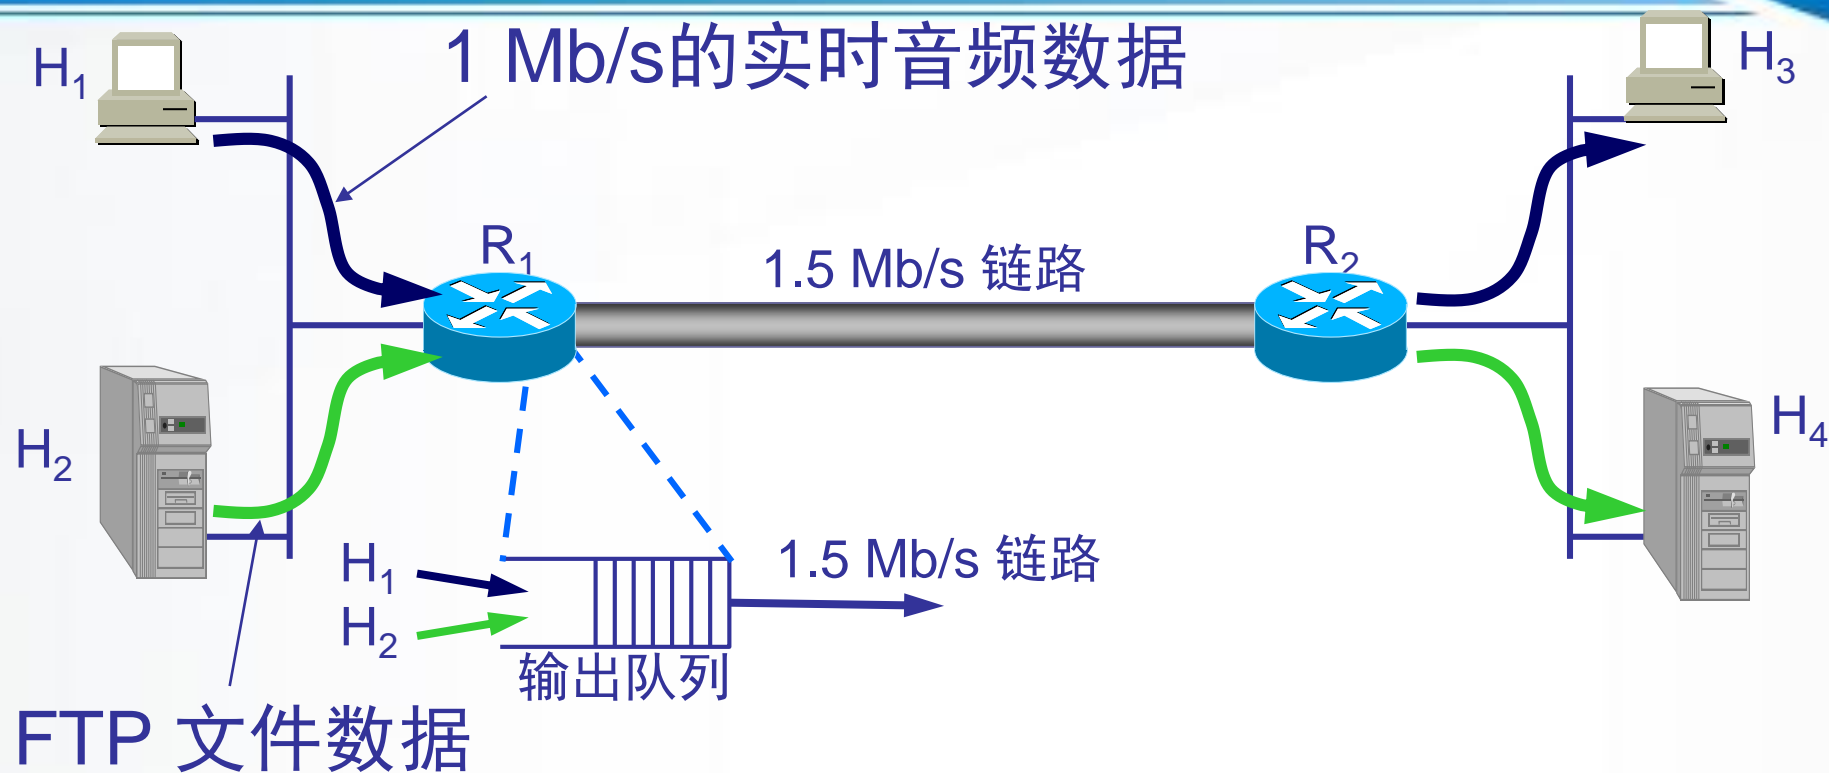 1 Mb/s的实时音频数据
H1
H3
R1
1.5 Mb/s 链路
R2
H2
H4
H1
1.5 Mb/s 链路
H2
输出队列
FTP 文件数据